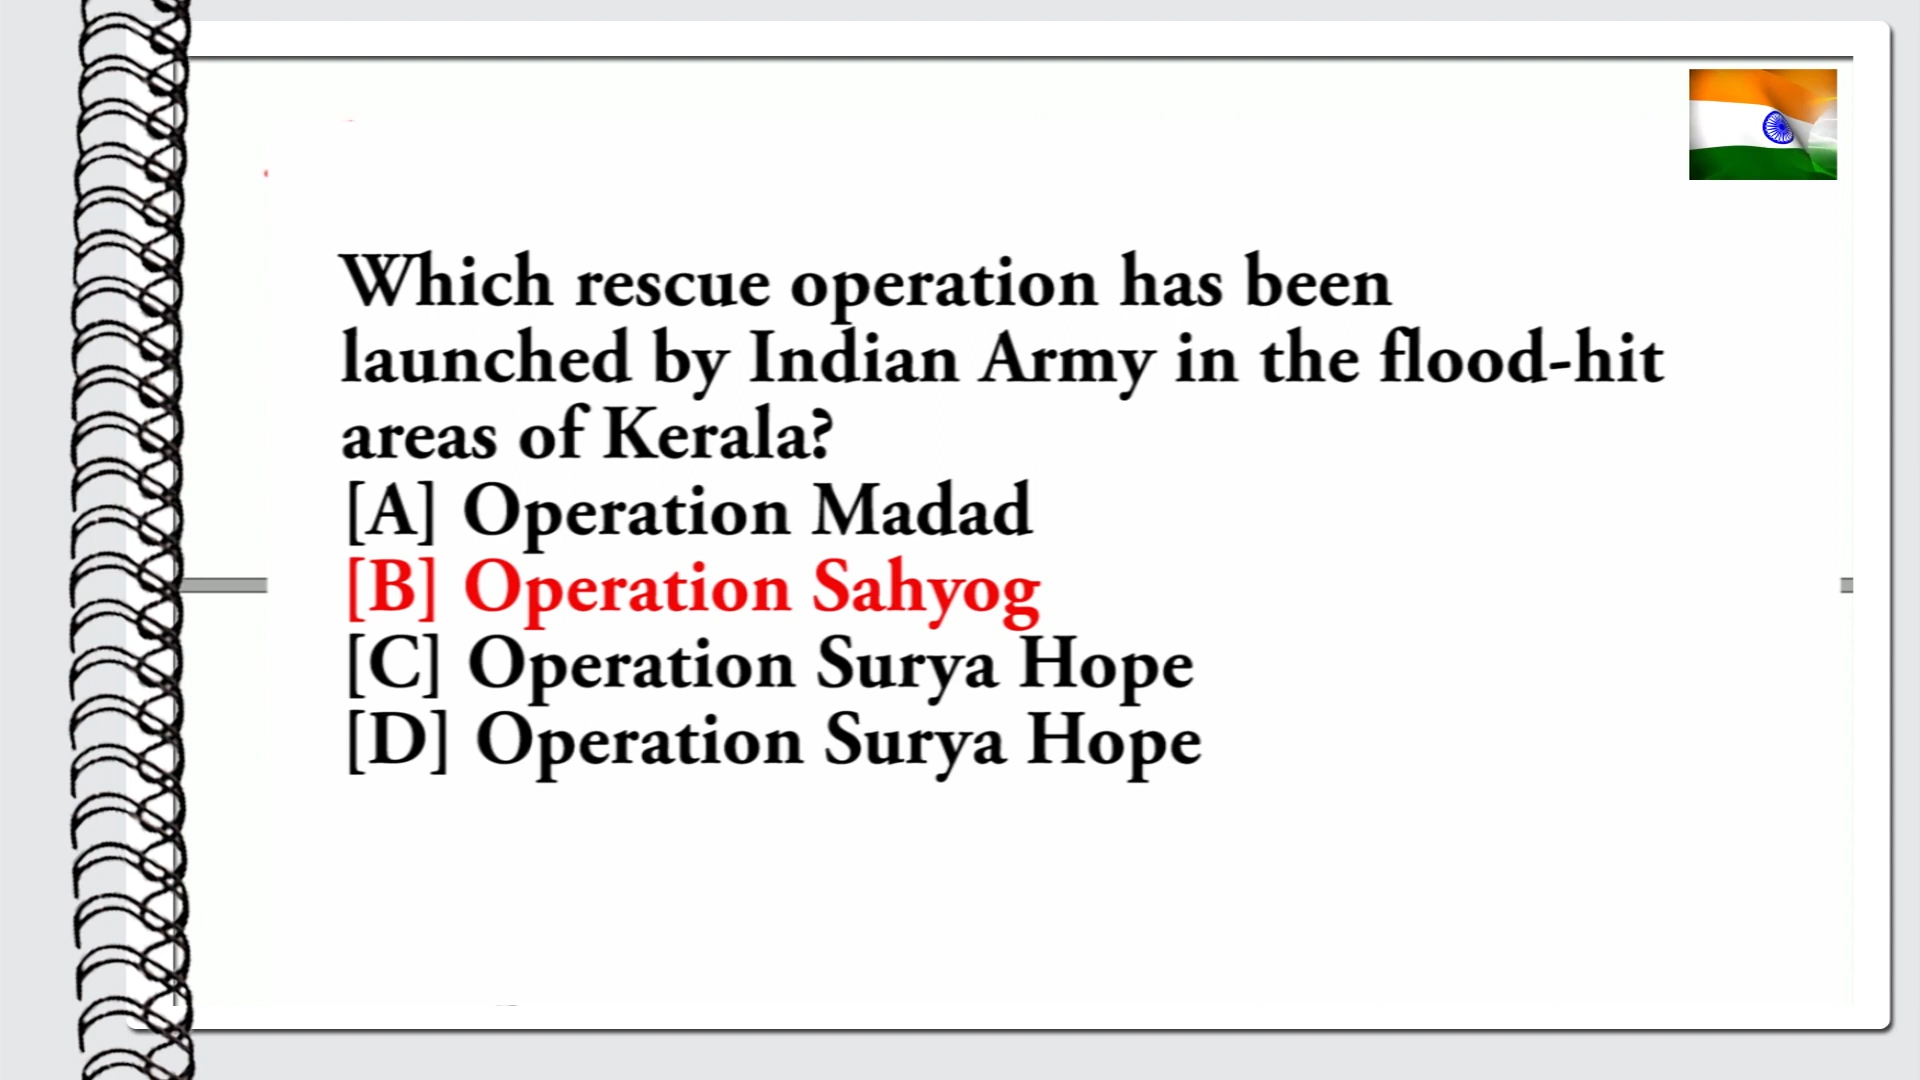 Which rescue operation has been
launched by Indian Army in the flood-hit
areas of Kerala?
[A] Operation Madad
[B] Operation Sahyog
[C] Operation Surya Hope
[D] Operation Surya Hope